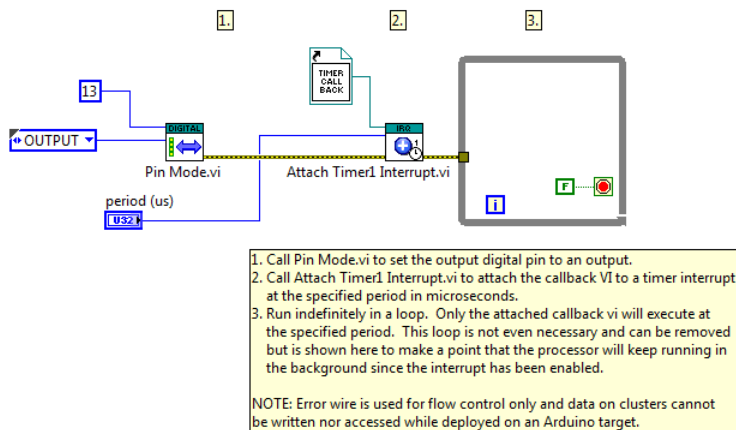 1.
2.
3.
TIMER
CALL
BACK
13
DIGITAL
IRQ
OUTPUT
1
Pin Mode.vi
Attach Timer1 Interrupt.vi
F
i
period (us)
U32
1. Call Pin Mode.vi to set the output digital pin to an output.
2. Call Attach Timer1 Interrupt.vi to attach the callback VI to a timer interrupt
at the specified period in microseconds.
3. Run indefinitely in a loop. Only the attached callback vi will execute at
the specified period. This loop is not even necessary and can be removed
but is shown here to make a point that the processor will keep running in
the background since the interrupt has been enabled.
NOTE: Error wire is used for flow control only and data on clusters cannot
be written nor accessed while deployed on an Arduino target.